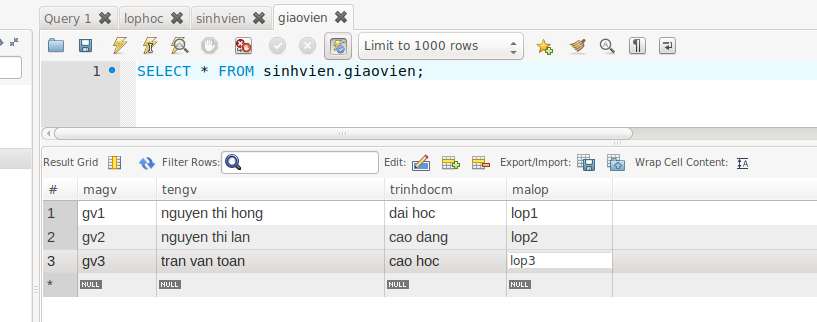 Query 1 lophoc sinhvien giaovien
Limit to 1000 rows
1 SELECT * FROM sinhvien.giaovien;
Result Grid Filter Rows: Edit: Export/Import: Wrap Cell Content: IA
# magv tengv trinhdocm malop
1 gv1 nguyen thi hong dai hoc lop1
2 gv2 nguyen thi lan cao dang lop2
3 gv3 tran van toan cao hoc lop3
* NULL NULL NULL NULL